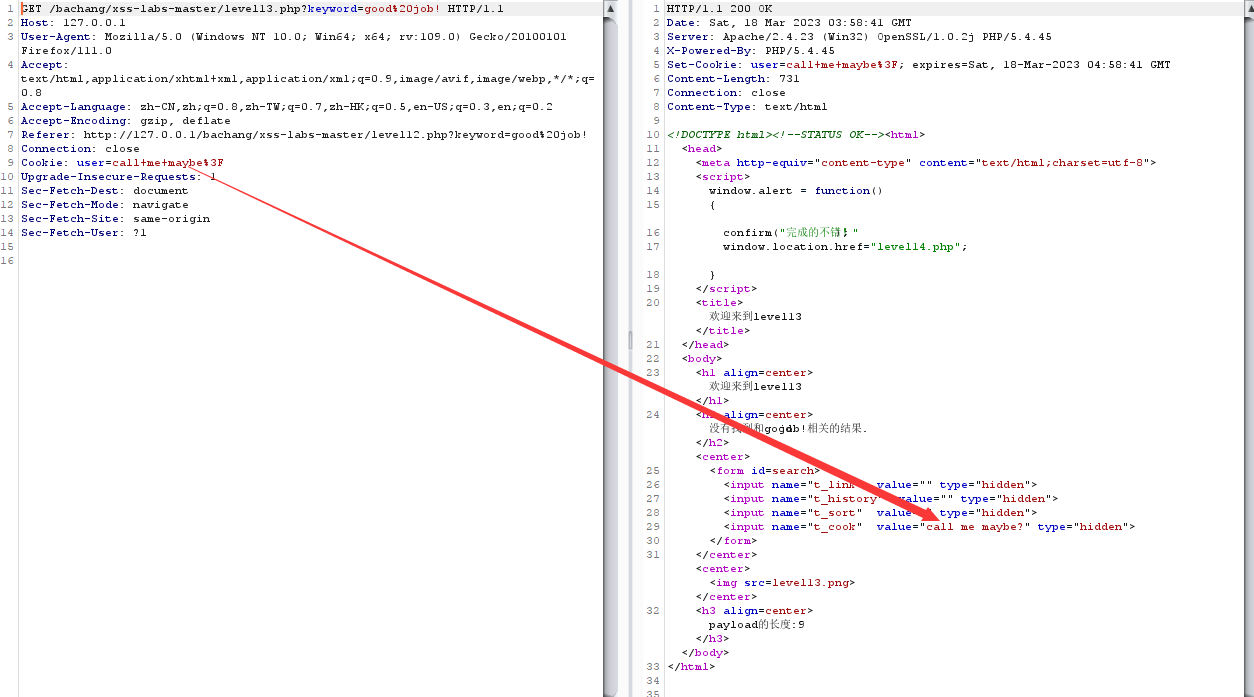 1 GET /bachang/xss-labs-master/level13.php?keyword=good%20job! HTTP/1.1
2 Host: 127.0.0.1
3 User-Agent: Mozilla/5.0 (Windows NT 10.0; Win64; x64; rv:109.0) Gecko/20100101
Firefox/111.0
4 Accept:
text/html,application/xhtml+xml,application/xml;q=0.9,image/avif,image/webp,*/*;q=
0.8
5 Accept-Language: zh-CN,zh;q=0.8,zh-TW;q=0.7,zh-HK;q=0.5,en-US;q=0.3,en;q=0.2
6 Accept-Encoding: gzip, deflate
7 Referer: http://127.0.0.1/bachang/xss-labs-master/level12.php?keyword=good%20job!
8 Connection: close
9 Cookie: user=call+me+maybe%3F
10 Upgrade-Insecure-Requests: 1
11 Sec-Fetch-Dest: document
12 Sec-Fetch-Mode: navigate
13 Sec-Fetch-Site: same-origin
14 Sec-Fetch-User: ?1
15
16
1 HTTP/1.1 200 OK
2 Date: Sat, 18 Mar 2023 03:58:41 GMT
3 Server: Apache/2.4.23 (Win32) OpenSSL/1.0.2j PHP/5.4.45
4 X-Powered-By: PHP/5.4.45
5 Set-Cookie: user=call+me+maybe%3F; expires=Sat, 18-Mar-2023 04:58:41 GMT
6 Content-Length: 731
7 Connection: close
8 Content-Type: text/html
9
10 <!DOCTYPE html><!--STATUS OK--><html>
11 <head>
12 <meta http-equiv="content-type" content="text/html;charset=utf-8">
13 <script>
14 window.alert = function()
15 {
16 confirm("完成的不错"
17 window.location.href="level14.php";
18 }
19 </script>
20 <title>
欢迎来到level13
</title>
21 </head>
22 <body>
23 <h1 align=center>
欢迎来到level13
</h1>
24 <h2 align=center>
没有找到和 相关的结果.
</h2>
<center>
25 <form id=search>
26 <input name="t_link" value="" type="hidden">
27 <input name="t_history" value="" type="hidden">
28 <input name="t_sort" value="" type="hidden">
29 <input name="t_cook" value="call me maybe?" type="hidden">
30 </form>
31 </center>
<center>
<img src=level13.png>
</center>
32 <h3 align=center>
payload的长度:9
</h3>
</body>
33 </html>
34
35